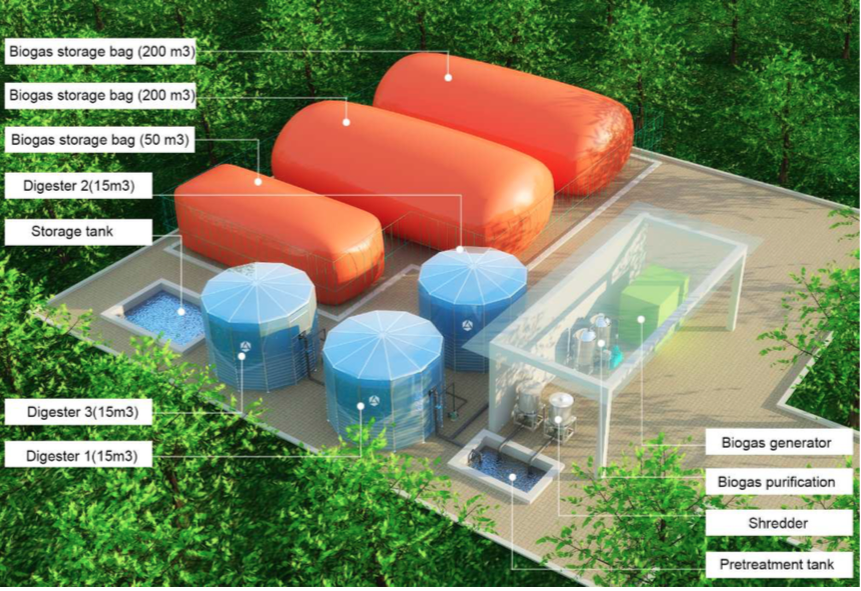 Biogas storage bag (200 m3)
Biogas storage bag (200 m3)
Biogas storage bag (50 m3)
Digester 2(15m3)
Storage tank
Digester 3(15m3)
Digester 1(15m3)
Biogas generator
Biogas purification
Shredder
Pretreatment tank